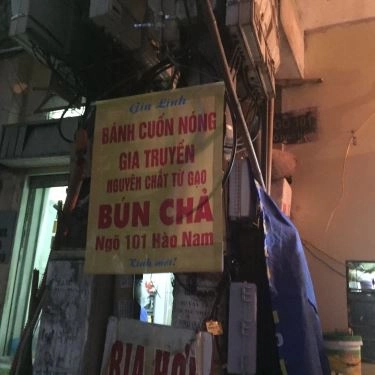 Gia Linh
BÁNH CUỐN NÓNG
GIA TRUYỀN
NGUYÊN CHẤT TỪ GẠO
BÚN CHẢ
Ngõ 101 Hào Nam
Kính mời!
BIA HƠI